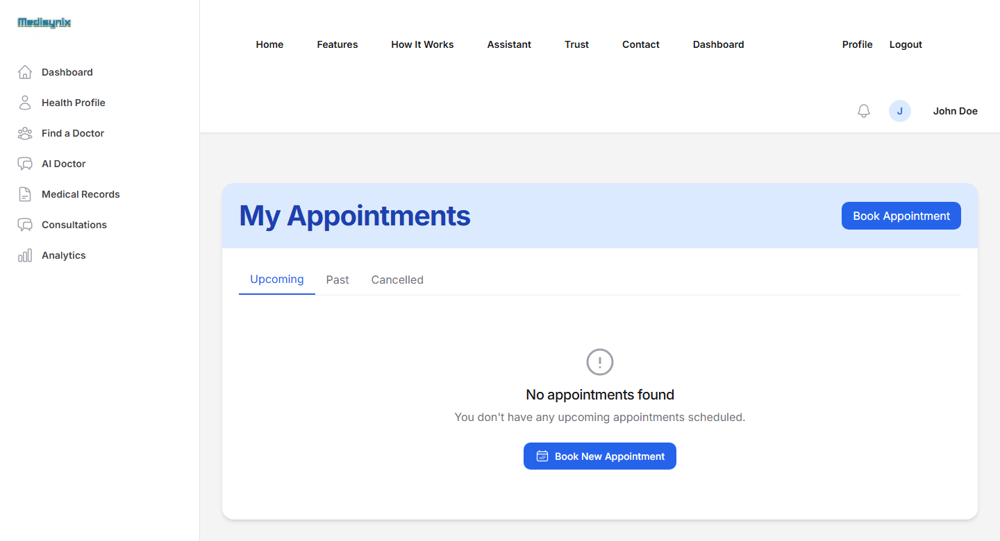 Medisynix
Home Features How It Works Assistant Trust Contact Dashboard Profile Logout
Dashboard
Health Profile
Find a Doctor
AI Doctor
Medical Records
Consultations
Analytics
J John Doe
My Appointments
Book Appointment
Upcoming Past Cancelled
No appointments found
You don't have any upcoming appointments scheduled.
Book New Appointment